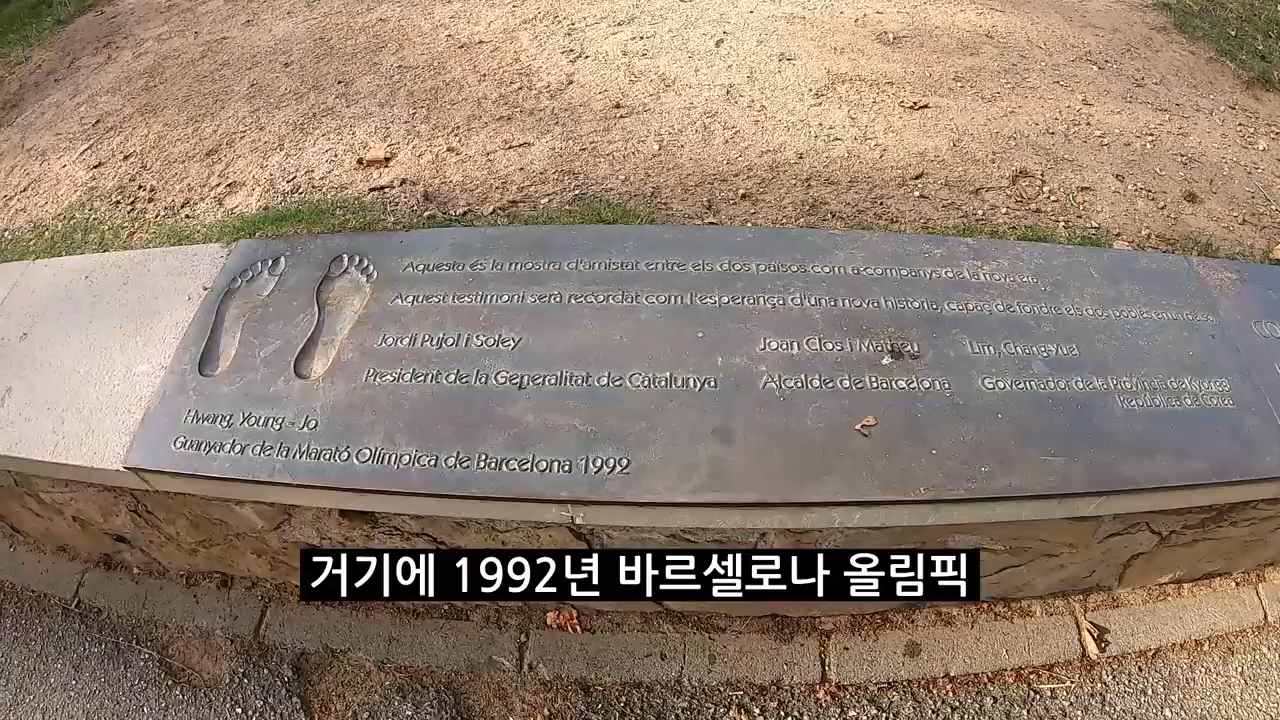 Aquesta és la mostra d'amistat entre els dos països com a companys de la nova era.
Aquest testimoni serà recordat com l'esperança d'una nova història, capaç de fondre els dos pobles en un de sol
Jordi Pujol i Soley
President de la Generalitat de Catalunya
Joan Clos i Matheu
Alcalde de Barcelona
Lim, Chang-Yuel
Governador de la Província de Kyonggi
República de Corea
Hwang, Young - Jo
Guanyador de la Marató Olímpica de Barcelona 1992
CO
거기에 1992년 바르셀로나 올림픽